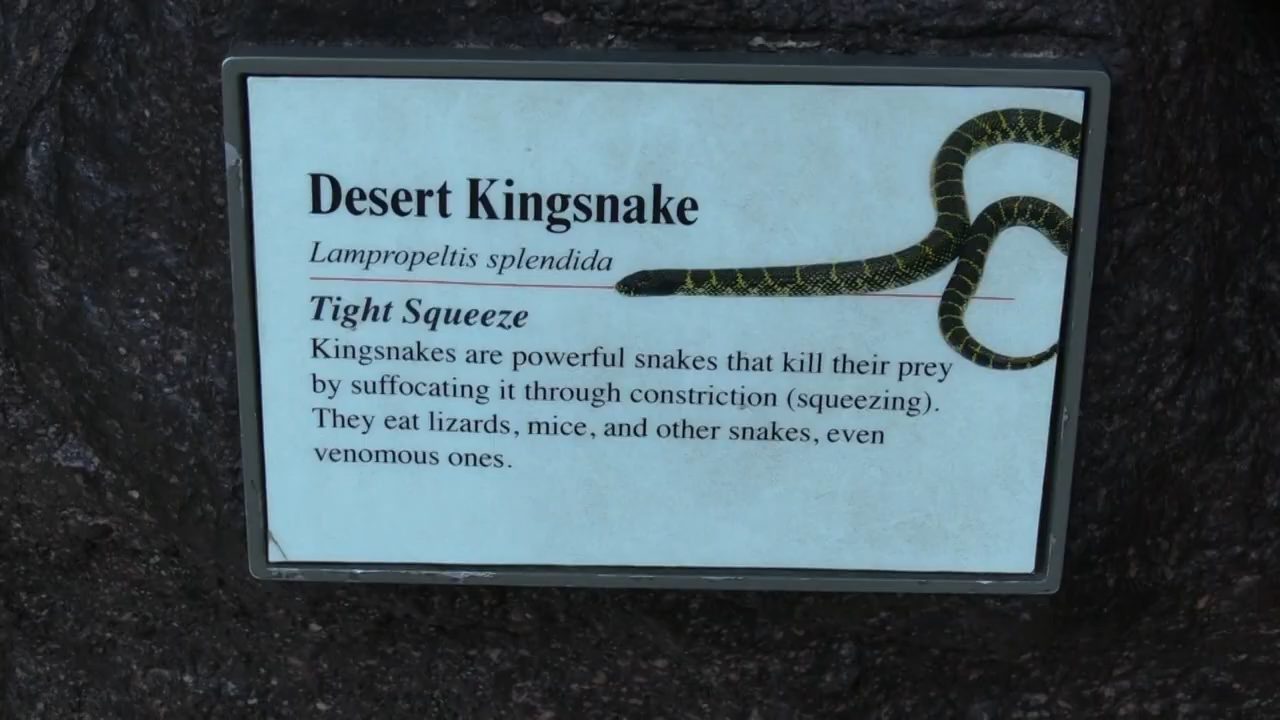 Desert Kingsnake
Lampropeltis splendida
Tight Squeeze
Kingsnakes are powerful snakes that kill their prey
by suffocating it through constriction (squeezing).
They eat lizards, mice, and other snakes, even
venomous ones.